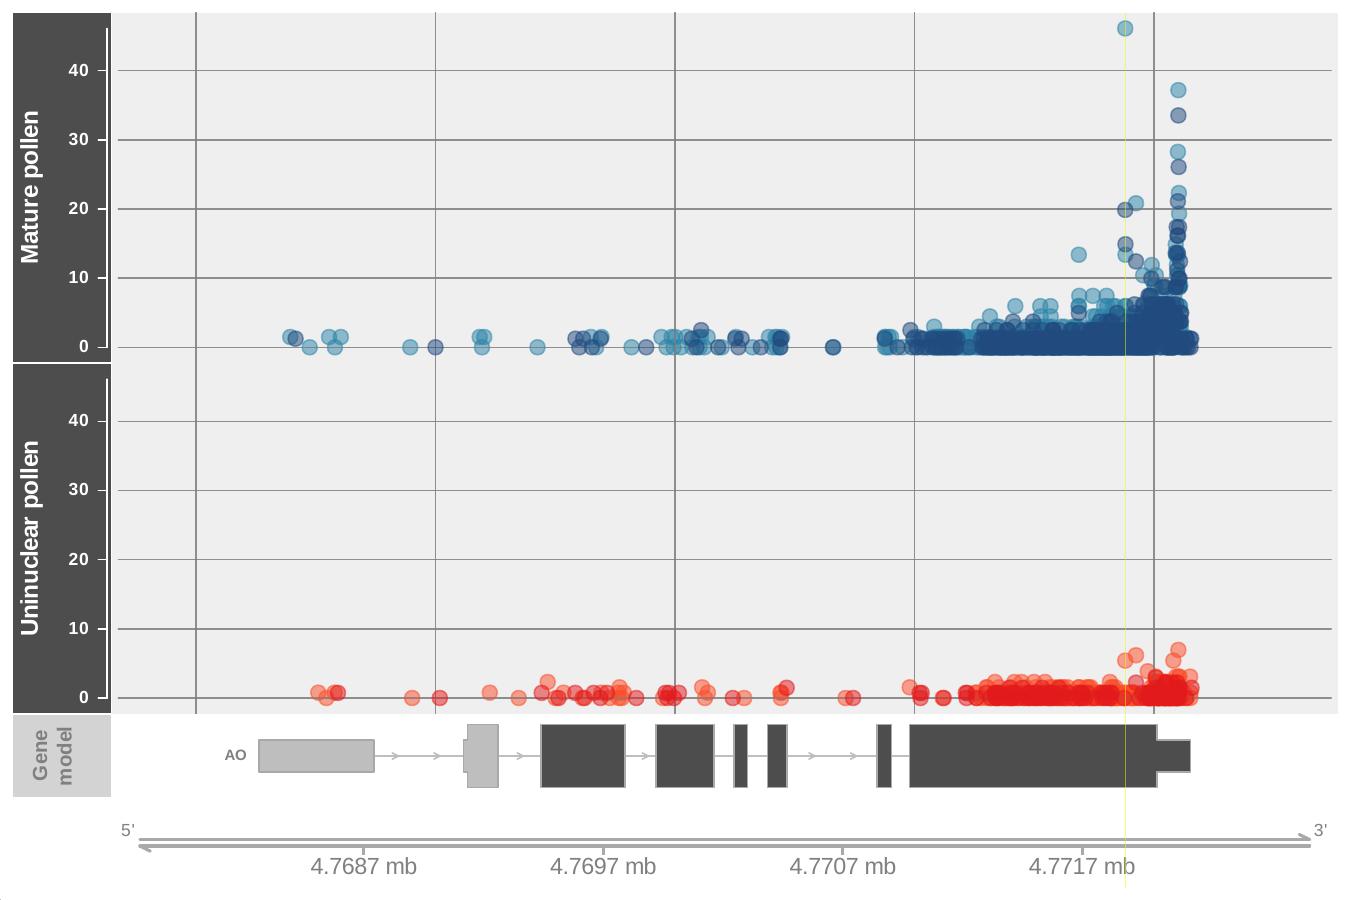 Mature pollen
40
30
20
10
0
Uninuclear pollen
40
30
20
10
0
Gene
model
AO
5'
3'
4.7687 mb
4.7697 mb
4.7707 mb
4.7717 mb